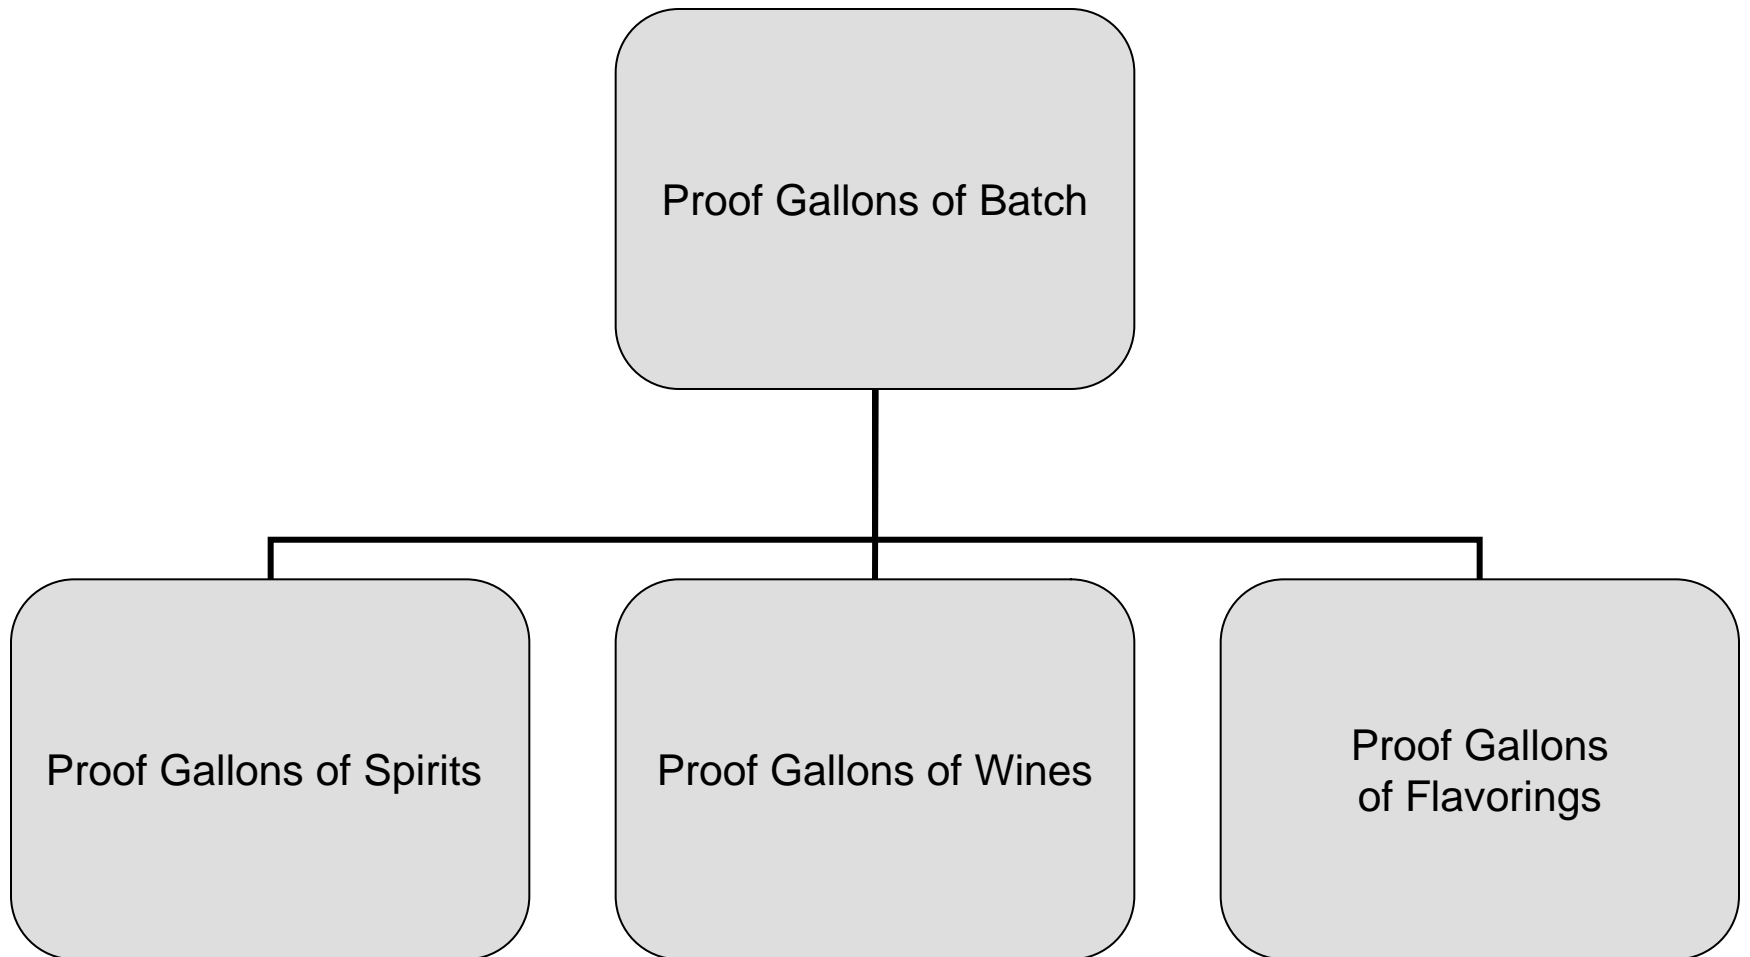 Proof Gallons of Batch
Proof Gallons of Spirits
Proof Gallons of Wines
Proof Gallons
of Flavorings